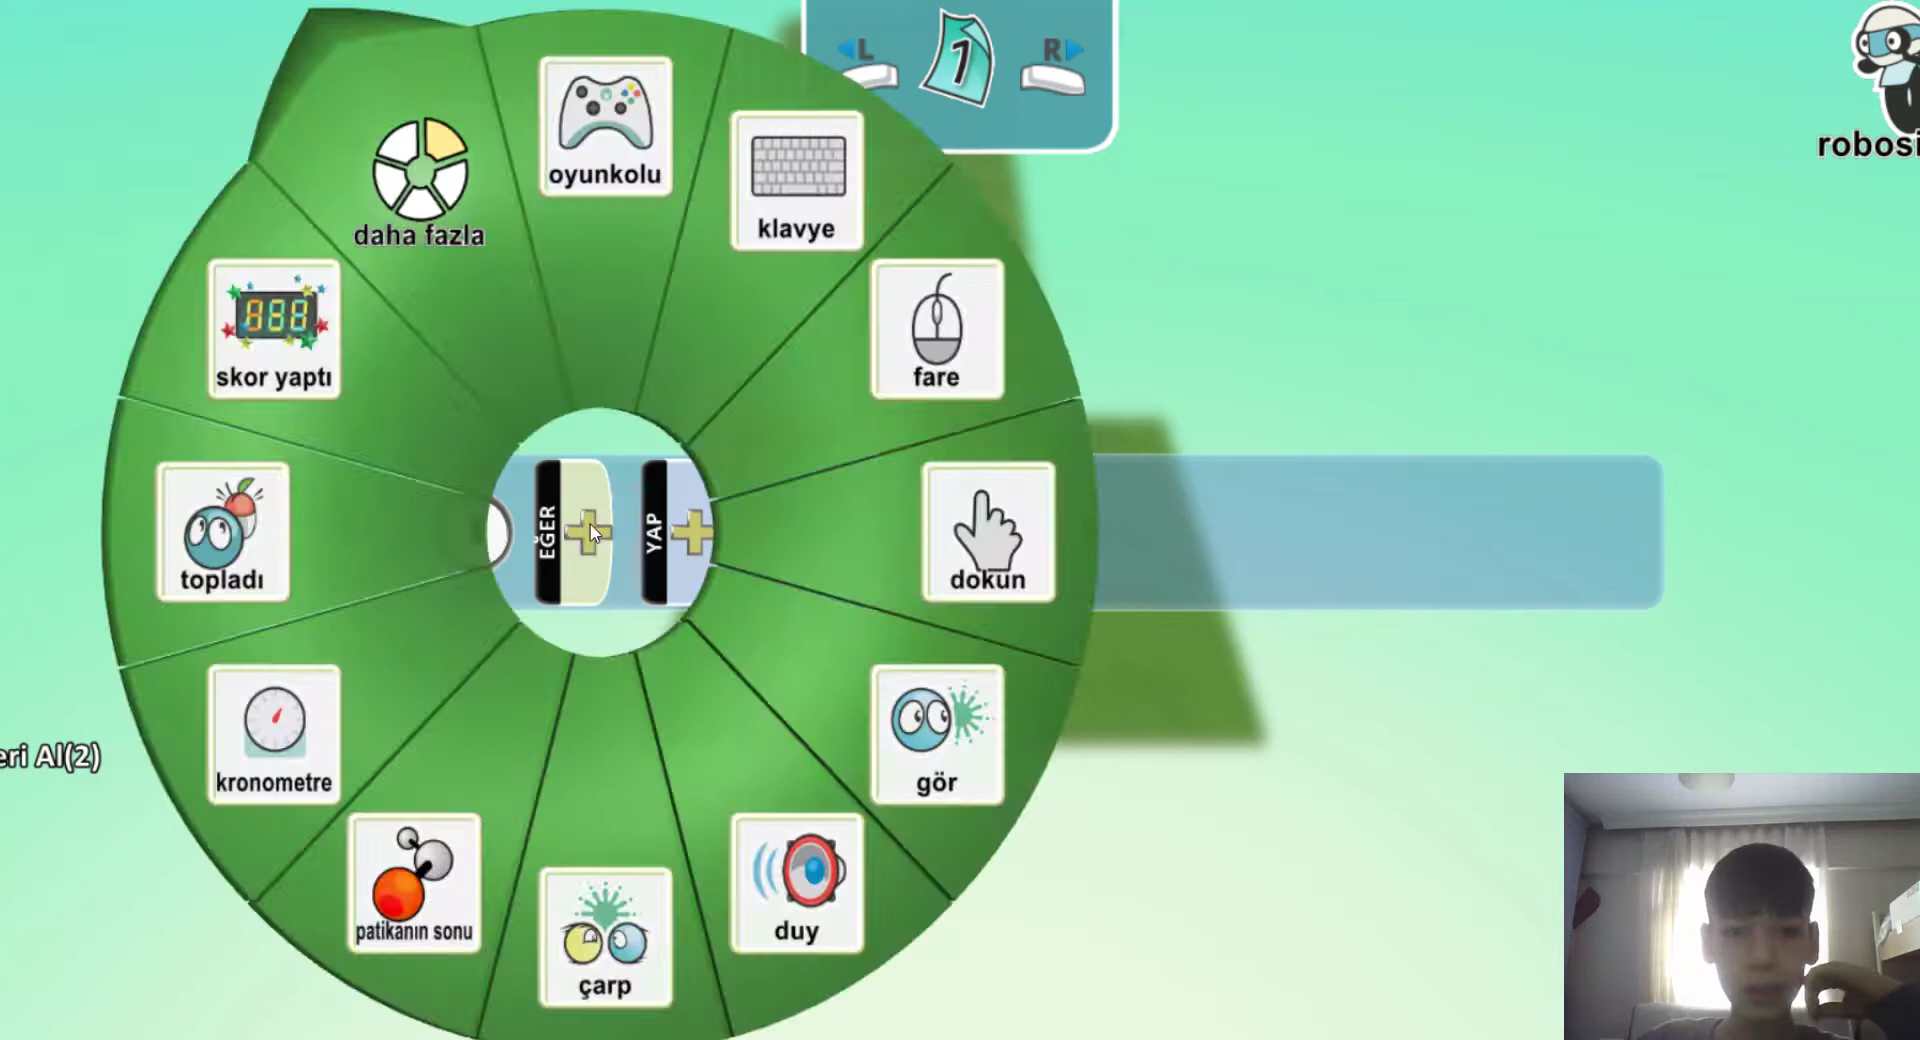 L
1
R
oyunkolu
klavye
daha fazla
fare
skor yaptı
888
EĞER
YAP
topladı
dokun
eri Al(2)
kronometre
gör
patikanın sonu
duy
çarp
robosi